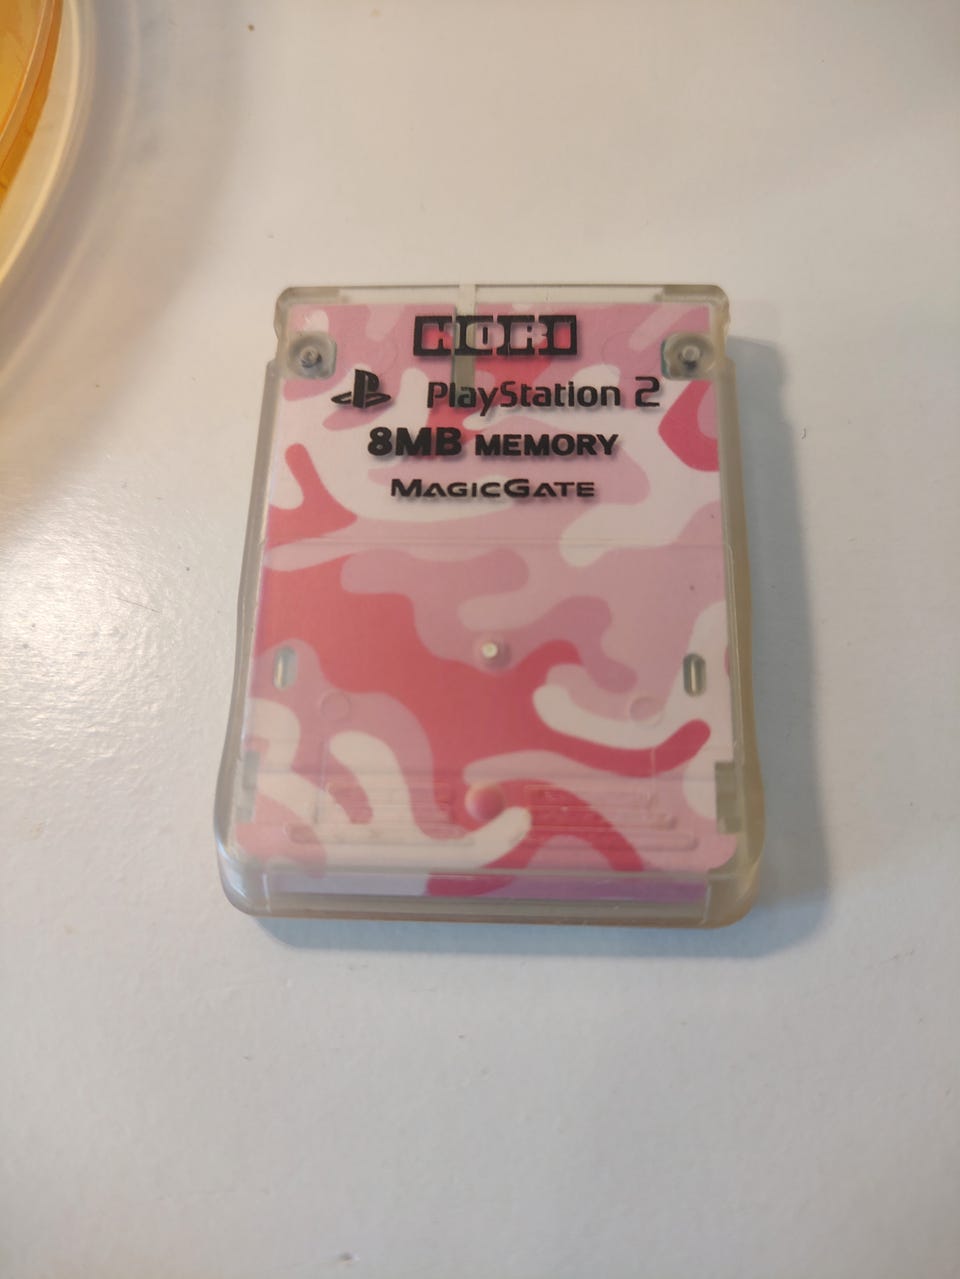 HORI
PlayStation 2
8MB MEMORY
MAGICGATE